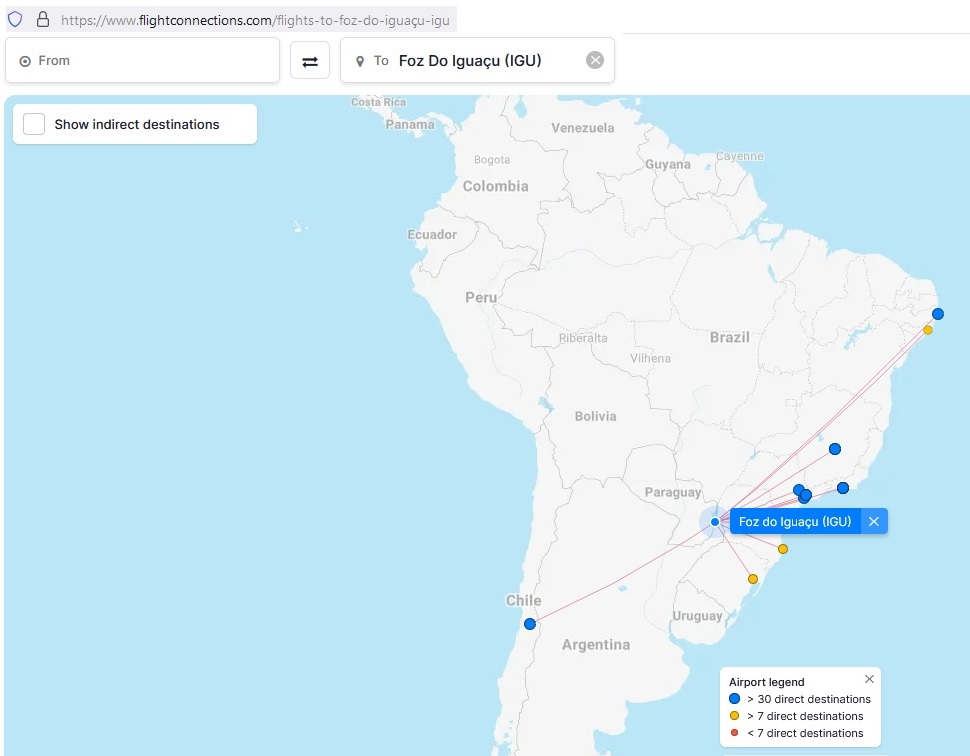 https://www.flightconnections.com/flights-to-foz-do-iguaçu-igu
From
To Foz Do Iguaçu (IGU)
Show indirect destinations
Costa Rica
Panama
Venezuela
Guyana
Cayenne
Bogota
Colombia
Ecuador
Peru
Riberalta
Brazil
Vilhena
Bolivia
Paraguay
Foz do Iguaçu (IGU)
Chile
Uruguay
Argentina
Airport legend
> 30 direct destinations
> 7 direct destinations
< 7 direct destinations